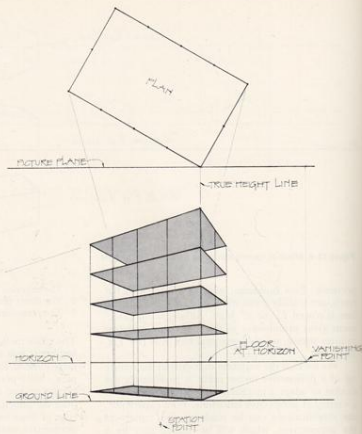 PLAN
PICTURE PLANE
TRUE HEIGHT LINE
FLOOR
AT HORIZON
VANISHING
POINT
HORIZON
GROUND LINE
STATION
POINT